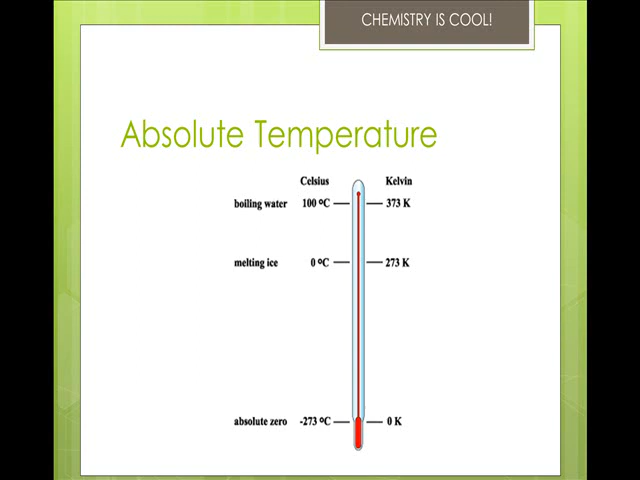 CHEMISTRY IS COOL!
Absolute Temperature
Celsius Kelvin
boiling water 100 ºC 373 K
melting ice 0 ºC 273 K
absolute zero -273 ºC 0 K